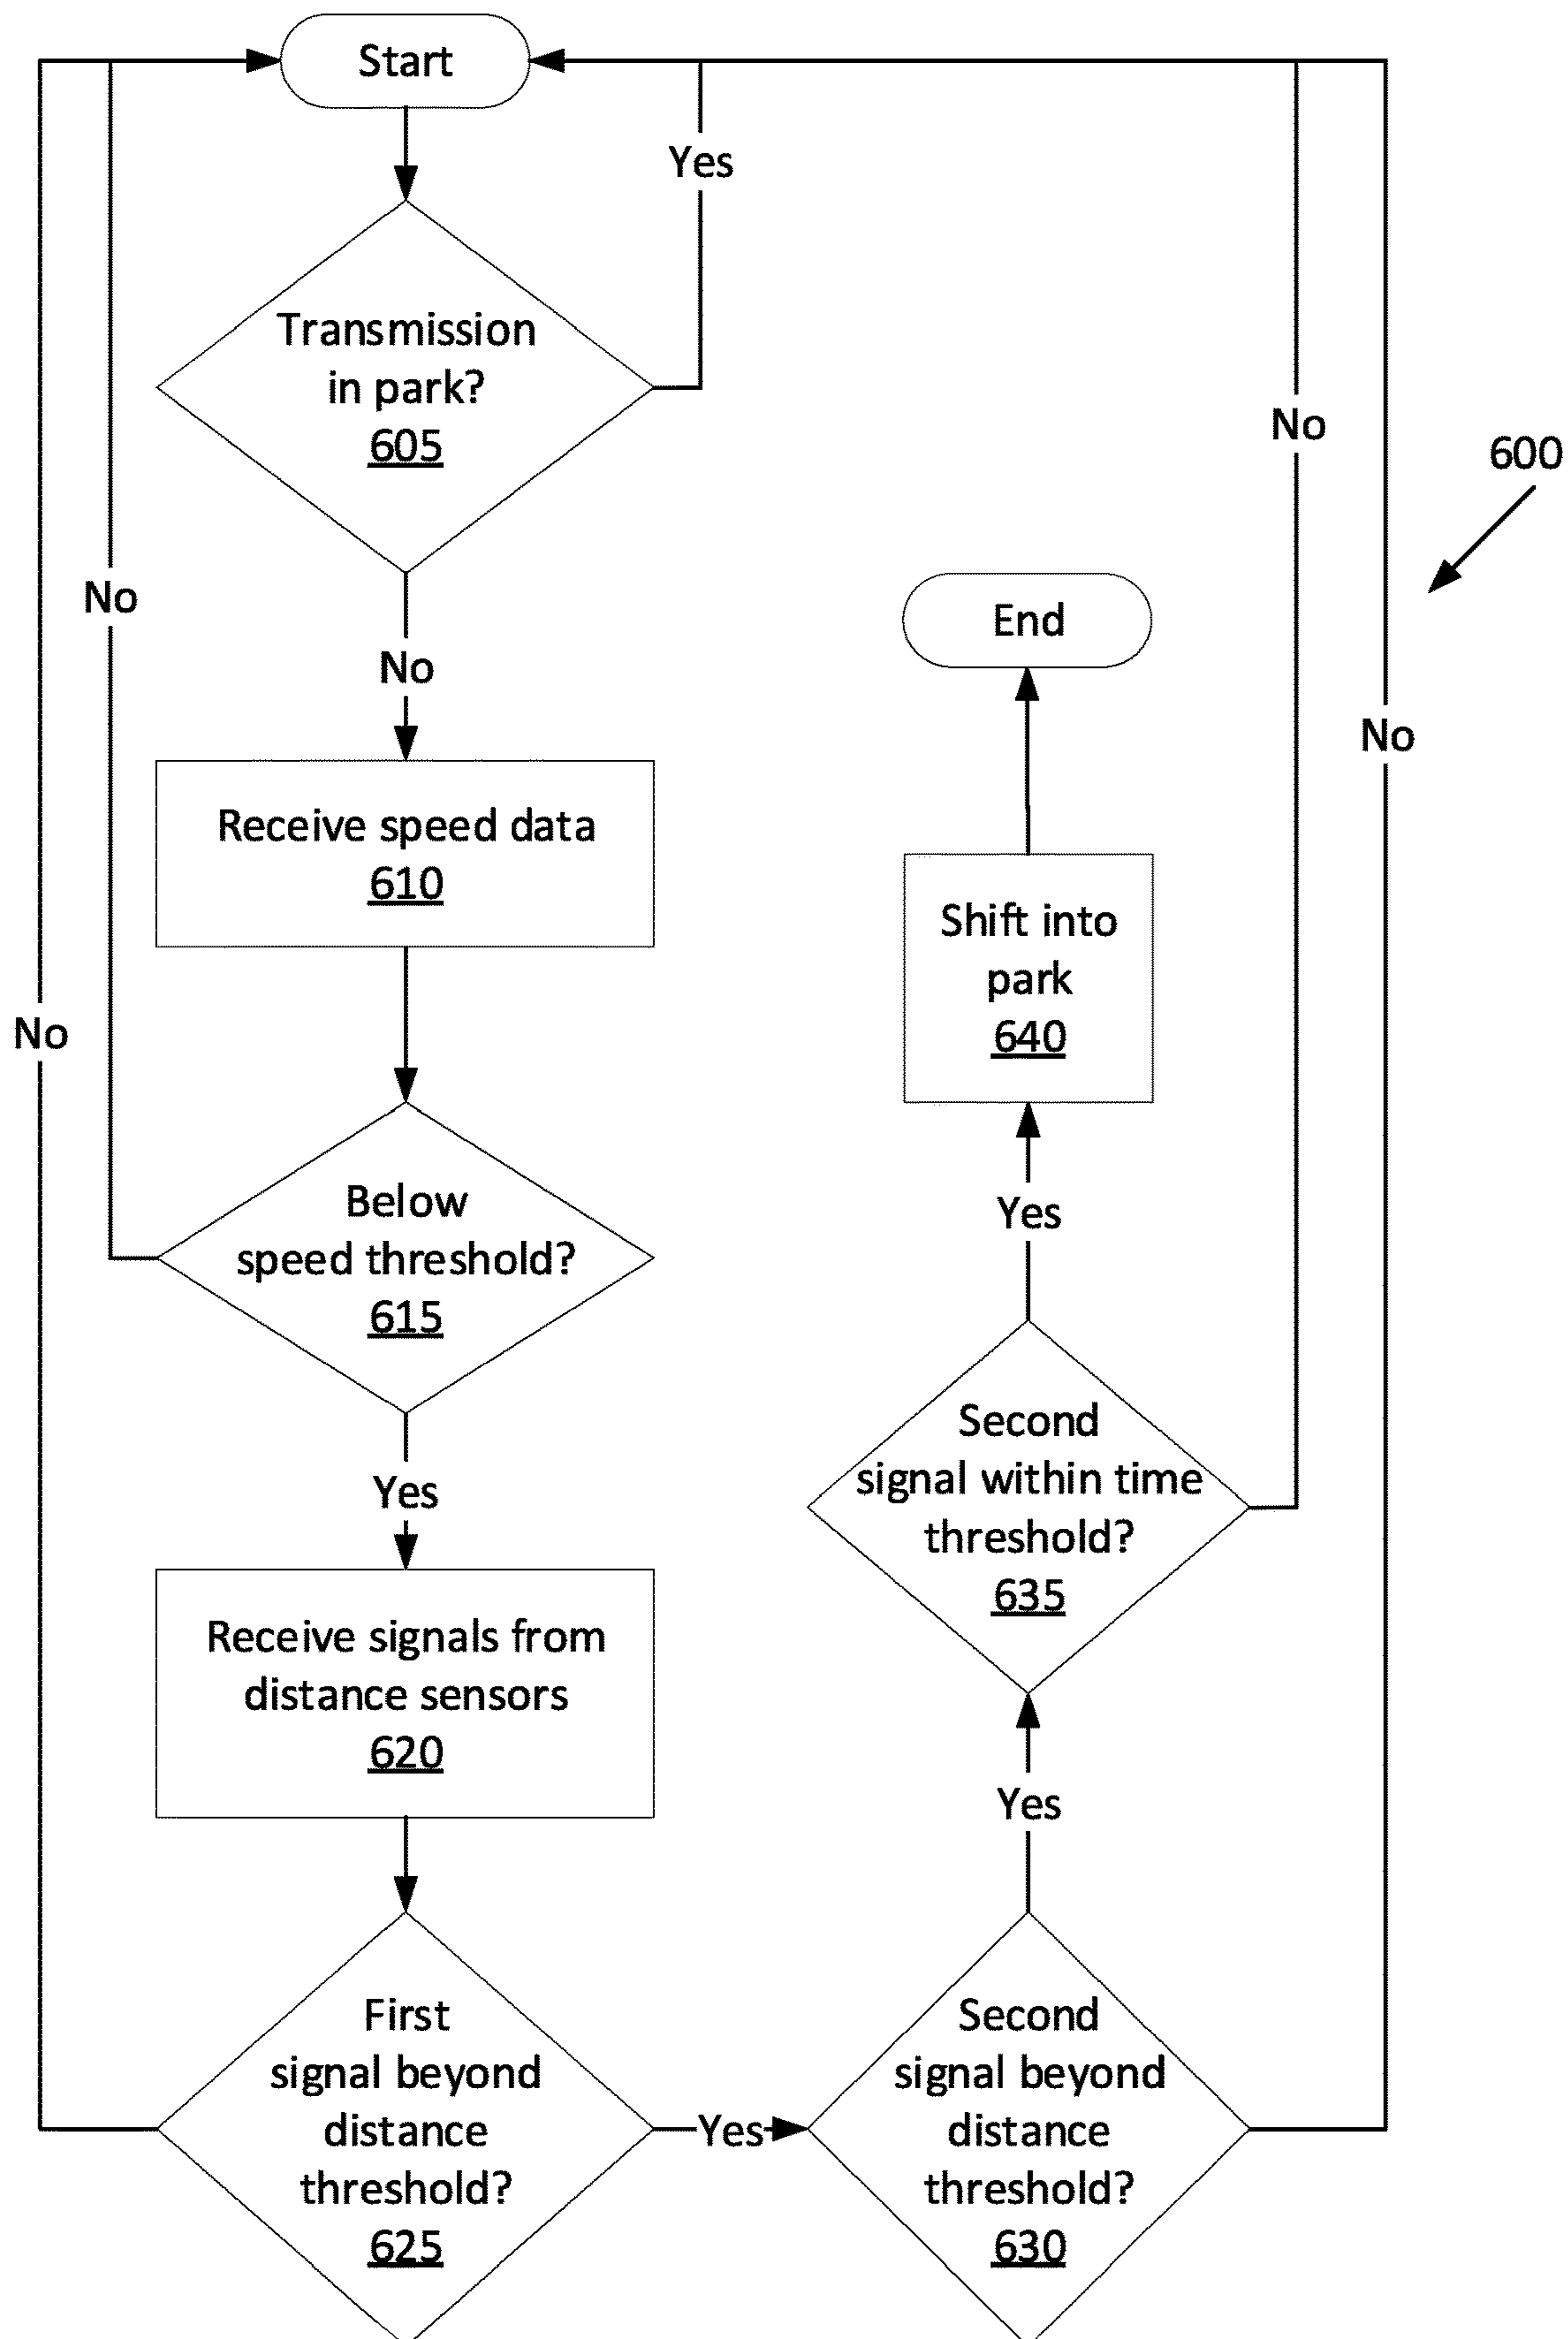 Start
Yes
Transmission
in park?
605
No
No
No
Receive speed data
610
Below
speed threshold?
615
Yes
Receive signals from
distance sensors
620
First
signal beyond
distance
threshold?
625
Yes
Second
signal beyond
distance
threshold?
630
No
Yes
Second
signal within time
threshold?
635
No
Yes
Shift into
park
640
End
600